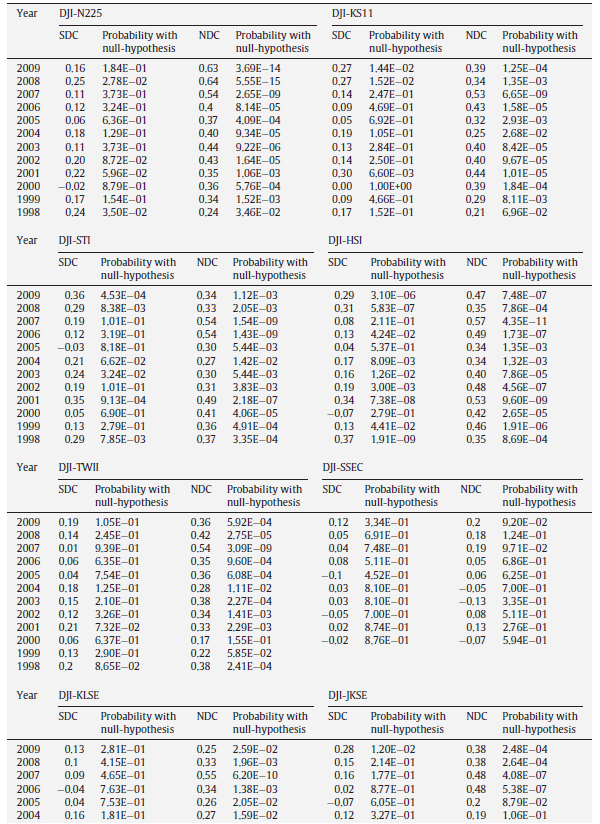 Year DJI-N225 DJI-KS11
SDC Probability with NDC Probability with SDC Probability with NDC Probability with
null-hypothesis null-hypothesis null-hypothesis null-hypothesis
2009 0.16 1.84E−01 0.63 3.69E−14 0.27 1.44E−02 0.39 1.25E−04
2008 0.25 2.78E−02 0.64 5.55E−15 0.27 1.52E−02 0.34 1.35E−03
2007 0.11 3.73E−01 0.54 2.65E−09 0.14 2.47E−01 0.53 6.65E−09
2006 0.12 3.24E−01 0.4 8.14E−05 0.09 4.69E−01 0.43 1.58E−05
2005 0.06 6.36E−01 0.37 4.09E−04 0.05 6.92E−01 0.32 2.93E−03
2004 0.18 1.29E−01 0.40 9.34E−05 0.19 1.05E−01 0.25 2.68E−02
2003 0.11 3.73E−01 0.44 9.22E−06 0.13 2.84E−01 0.40 8.42E−05
2002 0.20 8.72E−02 0.43 1.64E−05 0.14 2.50E−01 0.40 9.67E−05
2001 0.22 5.96E−02 0.35 1.06E−03 0.30 6.60E−03 0.44 1.01E−05
2000 −0.02 8.79E−01 0.36 5.76E−04 0.00 1.00E+00 0.39 1.84E−04
1999 0.17 1.54E−01 0.34 1.52E−03 0.09 4.66E−01 0.29 8.11E−03
1998 0.24 3.50E−02 0.24 3.46E−02 0.17 1.52E−01 0.21 6.96E−02
Year DJI-STI DJI-HSI
SDC Probability with NDC Probability with SDC Probability with NDC Probability with
null-hypothesis null-hypothesis null-hypothesis null-hypothesis
2009 0.36 4.53E−04 0.34 1.12E−03 0.29 3.10E−06 0.47 7.48E−07
2008 0.29 8.38E−03 0.33 2.05E−03 0.31 5.83E−07 0.35 7.86E−04
2007 0.19 1.01E−01 0.54 1.54E−09 0.08 2.11E−01 0.57 4.35E−11
2006 0.12 3.19E−01 0.54 1.43E−09 0.13 4.24E−02 0.49 1.73E−07
2005 −0.03 8.18E−01 0.30 5.44E−03 0.04 5.37E−01 0.34 1.35E−03
2004 0.21 6.62E−02 0.27 1.42E−02 0.17 8.09E−03 0.34 1.32E−03
2003 0.24 3.24E−02 0.30 5.44E−03 0.16 1.26E−02 0.40 7.86E−05
2002 0.19 1.01E−01 0.31 3.83E−03 0.19 3.00E−03 0.48 4.56E−07
2001 0.35 9.13E−04 0.49 2.18E−07 0.34 7.38E−08 0.53 9.60E−09
2000 0.05 6.90E−01 0.41 4.06E−05 −0.07 2.79E−01 0.42 2.65E−05
1999 0.13 2.79E−01 0.36 4.91E−04 0.13 4.41E−02 0.46 1.91E−06
1998 0.29 7.85E−03 0.37 3.35E−04 0.37 1.91E−09 0.35 8.69E−04
Year DJI-TWII DJI-SSEC
SDC Probability with NDC Probability with SDC Probability with NDC Probability with
null-hypothesis null-hypothesis null-hypothesis null-hypothesis
2009 0.19 1.05E−01 0.36 5.92E−04 0.12 3.34E−01 0.2 9.20E−02
2008 0.14 2.45E−01 0.42 2.75E−05 0.05 6.91E−01 0.18 1.24E−01
2007 0.01 9.39E−01 0.54 3.09E−09 0.04 7.48E−01 0.19 9.71E−02
2006 0.06 6.35E−01 0.35 9.60E−04 0.08 5.11E−01 0.05 6.86E−01
2005 0.04 7.54E−01 0.36 6.08E−04 −0.1 4.52E−01 0.06 6.25E−01
2004 0.18 1.25E−01 0.28 1.11E−02 0.03 8.10E−01 −0.05 7.00E−01
2003 0.15 2.10E−01 0.38 2.27E−04 0.03 8.10E−01 −0.13 3.35E−01
2002 0.12 3.26E−01 0.34 1.41E−03 −0.05 7.00E−01 0.08 5.11E−01
2001 0.21 7.32E−02 0.33 2.29E−03 0.02 8.74E−01 0.13 2.76E−01
2000 0.06 6.37E−01 0.17 1.55E−01 −0.02 8.76E−01 −0.07 5.94E−01
1999 0.13 2.90E−01 0.22 5.85E−02
1998 0.2 8.65E−02 0.38 2.41E−04
Year DJI-KLSE DJI-JKSE
SDC Probability with NDC Probability with SDC Probability with NDC Probability with
null-hypothesis null-hypothesis null-hypothesis null-hypothesis
2009 0.13 2.81E−01 0.25 2.59E−02 0.28 1.20E−02 0.38 2.48E−04
2008 0.1 4.15E−01 0.33 1.96E−03 0.15 2.14E−01 0.38 2.64E−04
2007 0.09 4.65E−01 0.55 6.20E−10 0.16 1.77E−01 0.48 4.08E−07
2006 −0.04 7.63E−01 0.34 1.38E−03 0.02 8.77E−01 0.48 5.38E−07
2005 0.04 7.53E−01 0.26 2.05E−02 −0.07 6.05E−01 0.2 8.79E−02
2004 0.16 1.81E−01 0.27 1.59E−02 0.12 3.27E−01 0.19 1.06E−01